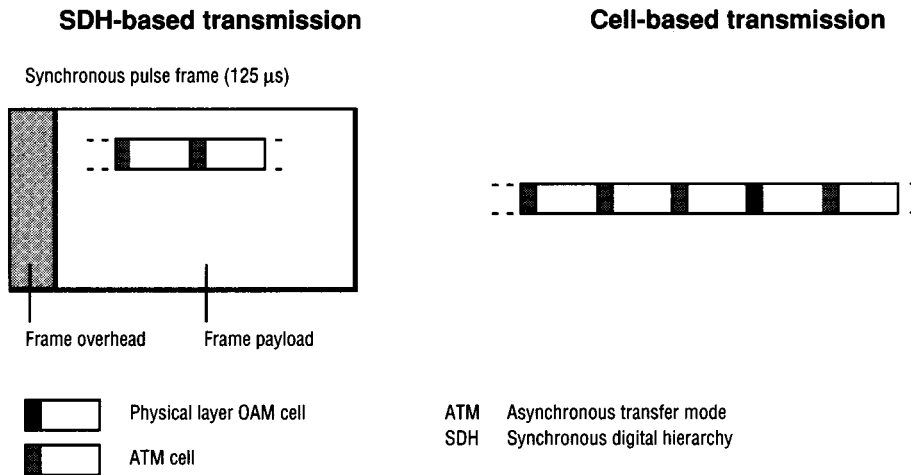 SDH-based transmission
Cell-based transmission
Synchronous pulse frame (125 µs)
Frame overhead
Frame payload
Physical layer OAM cell
ATM cell
ATM Asynchronous transfer mode
SDH Synchronous digital hierarchy